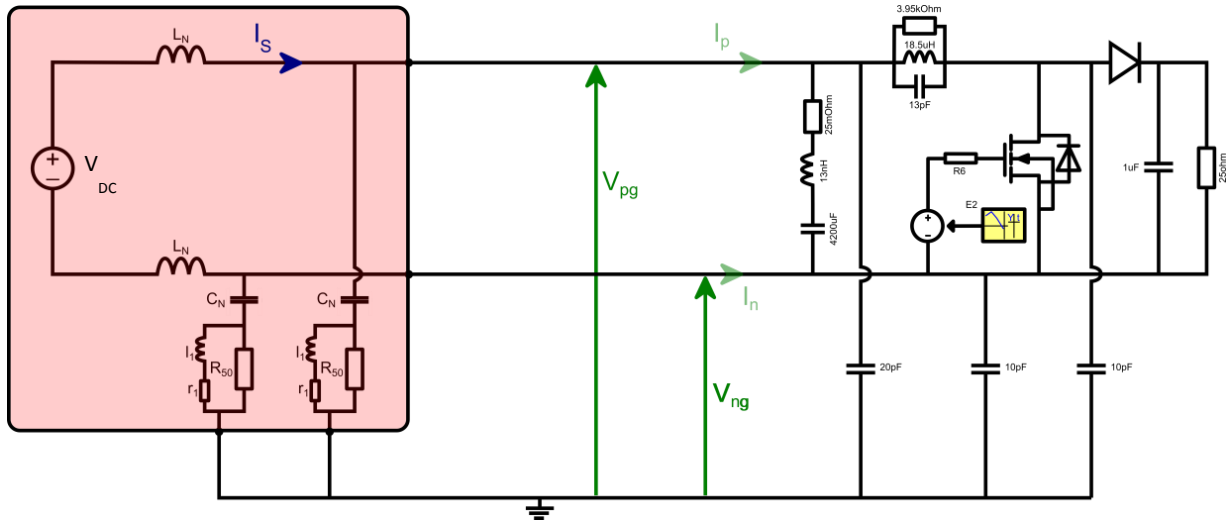 L_N
I_S
I_p
3.95kOhm
18.5uH
13pF
+
−
V
DC
V_pg
25mOhm
13nH
4200uF
R6
E2
Y t
+
−
1uF
25ohm
L_N
I_n
C_N
C_N
l_1
R_50
r_1
l_1
R_50
r_1
V_ng
20pF
10pF
10pF